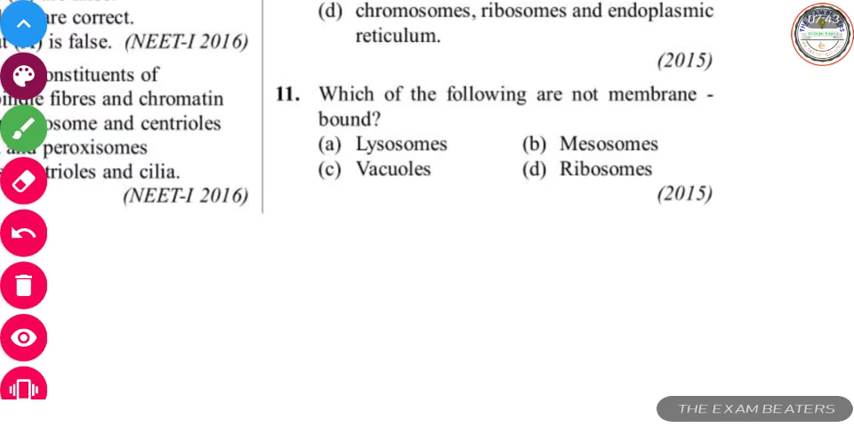 are correct.
is false. (NEET-I 2016)
onstituents of
fibres and chromatin
osome and centrioles
peroxisomes
trioles and cilia.
(NEET-I 2016)
(d) chromosomes, ribosomes and endoplasmic
reticulum.
(2015)
11. Which of the following are not membrane -
bound?
(a) Lysosomes (b) Mesosomes
(c) Vacuoles (d) Ribosomes
(2015)
07:43
THE EXAM BEATERS